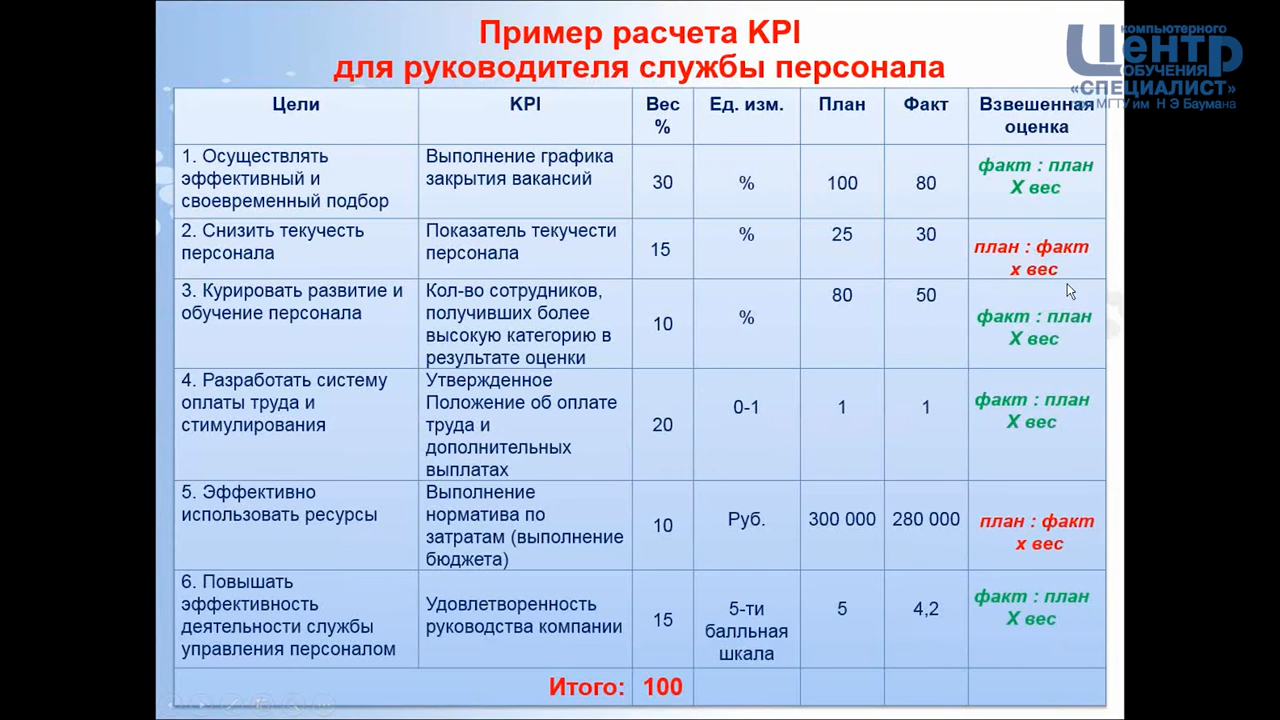 Пример расчета KPI
для руководителя службы персонала
компьютерного
Центр
ОБУЧЕНИЯ
«СПЕЦИАЛИСТ»
при МГТУ им Н Э Баумана
Цели
KPI
Вес
%
Ед. изм.
План
Факт
Взвешенная
оценка
1. Осуществлять
эффективный и
своевременный подбор
Выполнение графика
закрытия вакансий
30
%
100
80
факт : план
Х вес
2. Снизить текучесть
персонала
Показатель текучести
персонала
15
%
25
30
план : факт
х вес
3. Курировать развитие и
обучение персонала
Кол-во сотрудников,
получивших более
высокую категорию в
результате оценки
10
%
80
50
факт : план
Х вес
4. Разработать систему
оплаты труда и
стимулирования
Утвержденное
Положение об оплате
труда и
дополнительных
выплатах
20
0-1
1
1
факт : план
Х вес
5. Эффективно
использовать ресурсы
Выполнение
норматива по
затратам (выполнение
бюджета)
10
Руб.
300 000
280 000
план : факт
х вес
6. Повышать
эффективность
деятельности службы
управления персоналом
Удовлетворенность
руководства компании
15
5-ти
балльная
шкала
5
4,2
факт : план
Х вес
Итого:
100